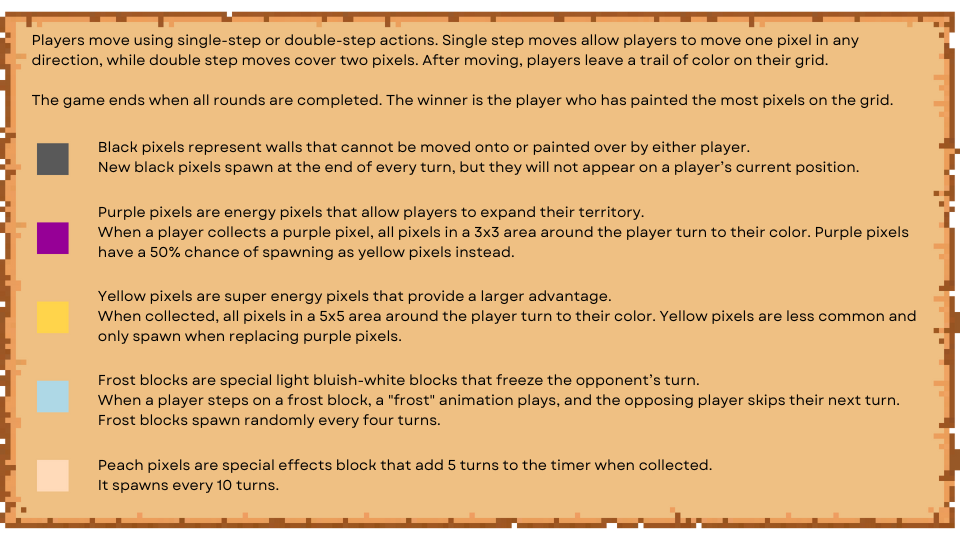 Players move using single-step or double-step actions. Single step moves allow players to move one pixel in any
direction, while double step moves cover two pixels. After moving, players leave a trail of color on their grid.
The game ends when all rounds are completed. The winner is the player who has painted the most pixels on the grid.
Black pixels represent walls that cannot be moved onto or painted over by either player.
New black pixels spawn at the end of every turn, but they will not appear on a player's current position.
Purple pixels are energy pixels that allow players to expand their territory.
When a player collects a purple pixel, all pixels in a 3x3 area around the player turn to their color. Purple pixels
have a 50% chance of spawning as yellow pixels instead.
Yellow pixels are super energy pixels that provide a larger advantage.
When collected, all pixels in a 5x5 area around the player turn to their color. Yellow pixels are less common and
only spawn when replacing purple pixels.
Frost blocks are special light bluish-white blocks that freeze the opponent's turn.
When a player steps on a frost block, a "frost" animation plays, and the opposing player skips their next turn.
Frost blocks spawn randomly every four turns.
Peach pixels are special effects block that add 5 turns to the timer when collected.
It spawns every 10 turns.